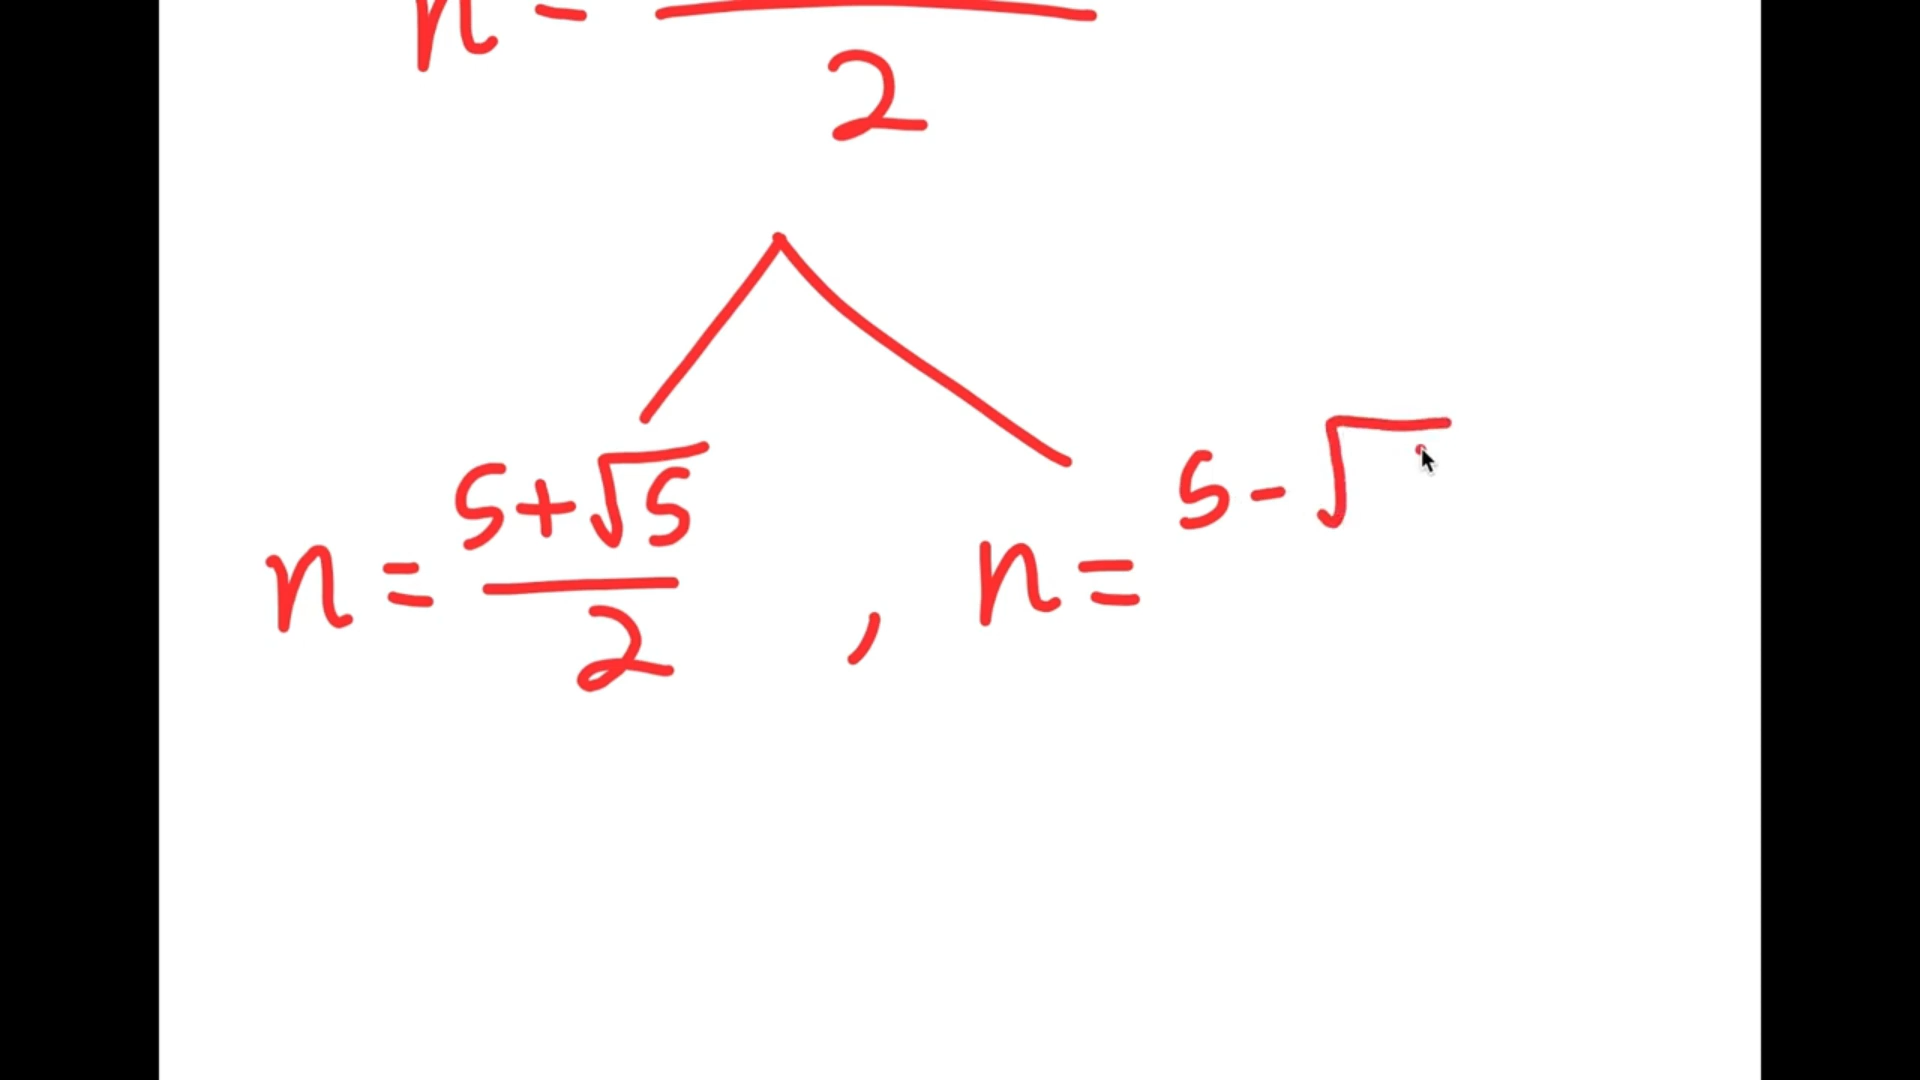 n =
2
n = 5+√5 / 2 , n = 5-√